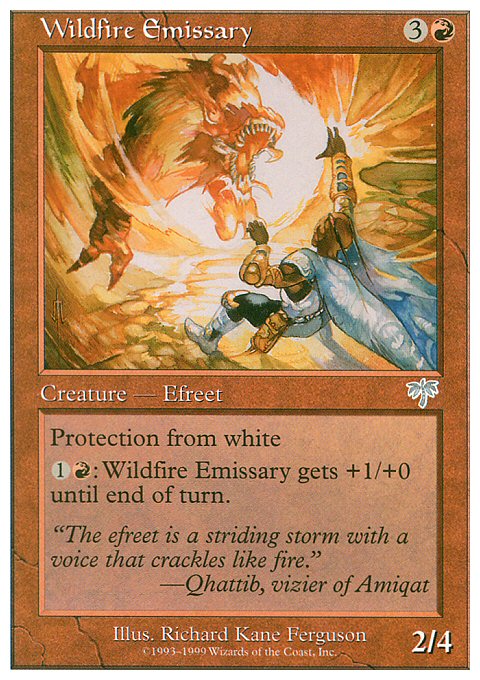 Wildfire Emissary 3
Creature — Efreet
Protection from white
1 : Wildfire Emissary gets +1/+0
until end of turn.
“The efreet is a striding storm with a
voice that crackles like fire.”
—Qhattib, vizier of Amiqat
Illus. Richard Kane Ferguson
©1993–1999 Wizards of the Coast, Inc.
2/4